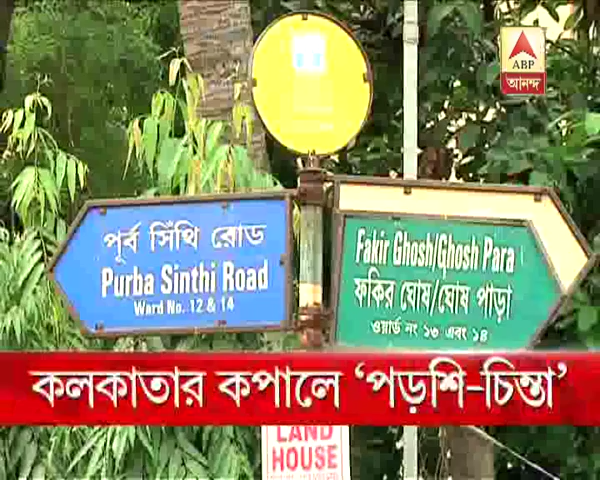 ABP
আনন্দ
পূর্ব সিঁথি রোড
Purba Sinthi Road
Ward No. 12 & 14
Fakir Ghosh/Ghosh Para
ফকির ঘোষ/ঘোষ পাড়া
ওয়ার্ড নং ১৩ এবং ১৪
কলকাতার কপালে ‘পড়শি-চিন্তা’
LAND
HOUSE